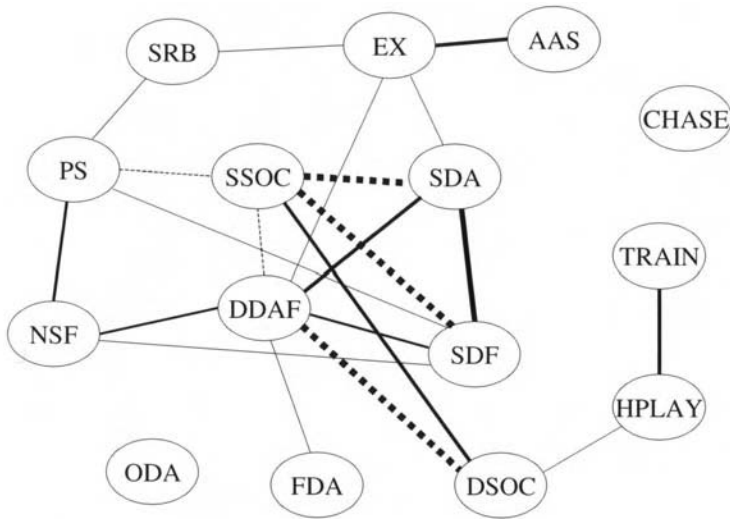 SRB
EX
AAS
CHASE
PS
SSOC
SDA
TRAIN
DDAF
NSF
SDF
HPLAY
ODA
FDA
DSOC